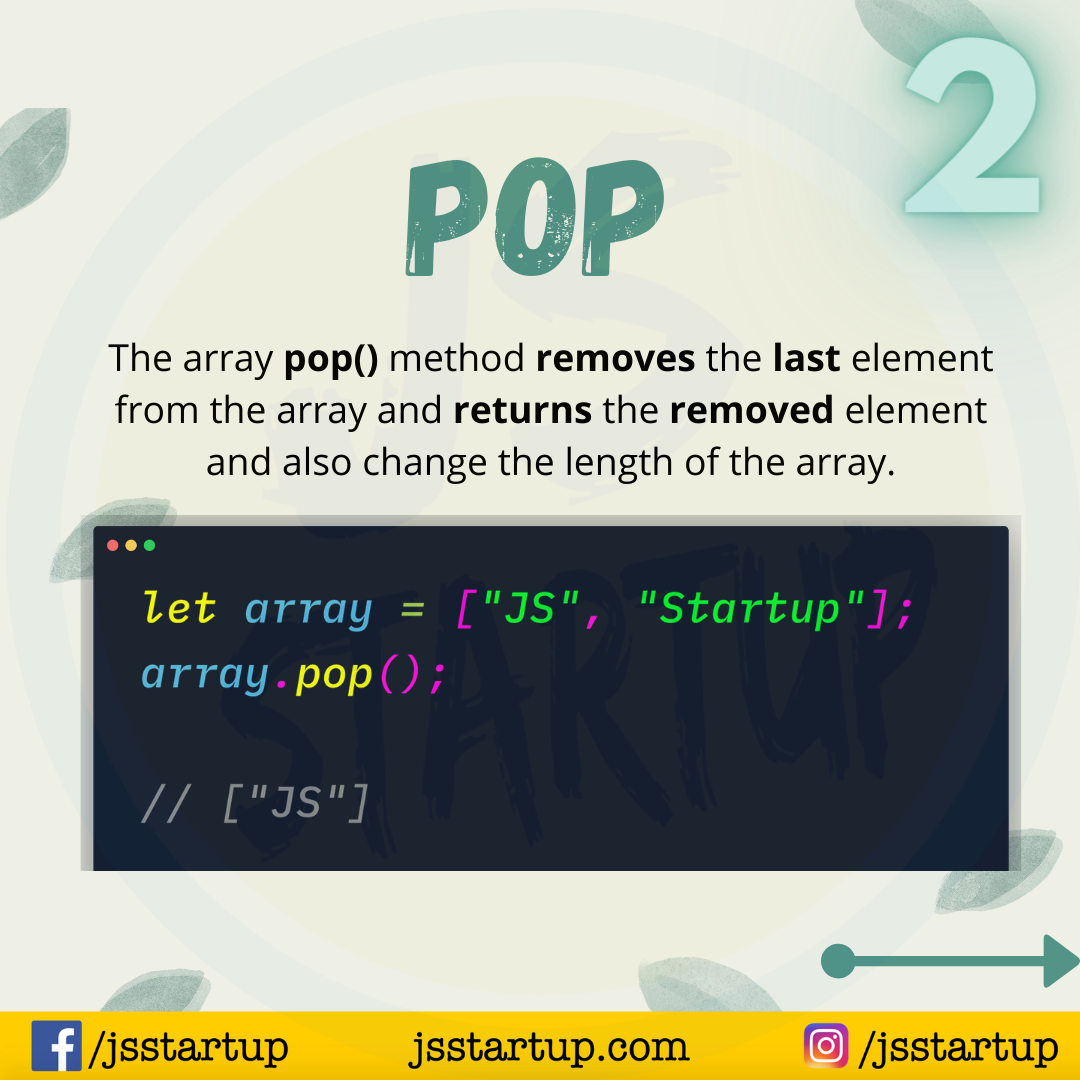 2
POP
The array pop() method removes the last element
from the array and returns the removed element
and also change the length of the array.
let array = ["JS", "Startup"];
array.pop();
// ["JS"]
JS
STARTUP
/jsstartup
jsstartup.com
/jsstartup